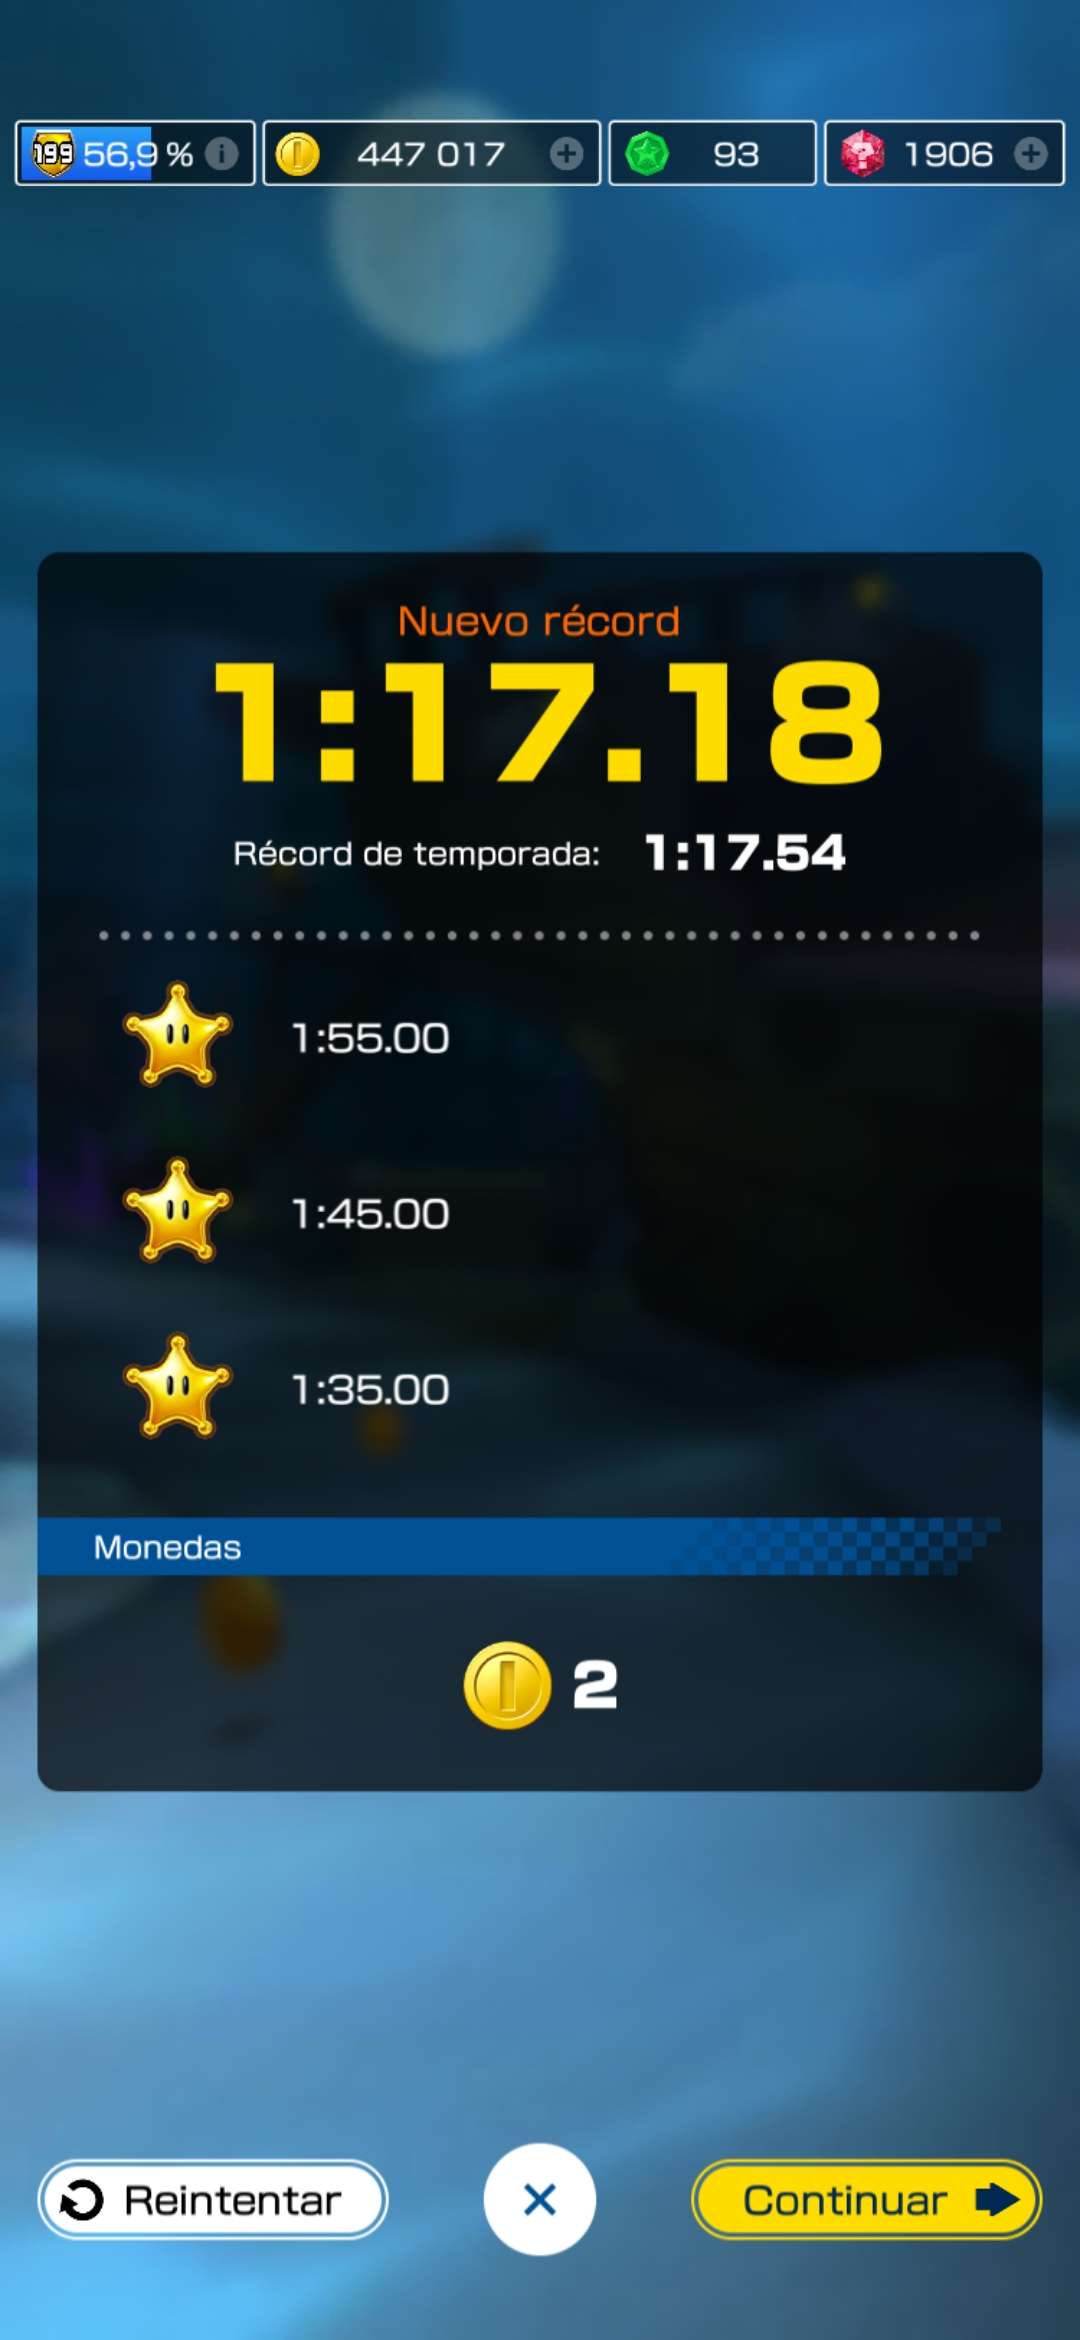 199 56,9 % 447 017 93 1906
Nuevo récord
1:17.18
Récord de temporada: 1:17.54
1:55.00
1:45.00
1:35.00
Monedas
2
Reintentar Continuar